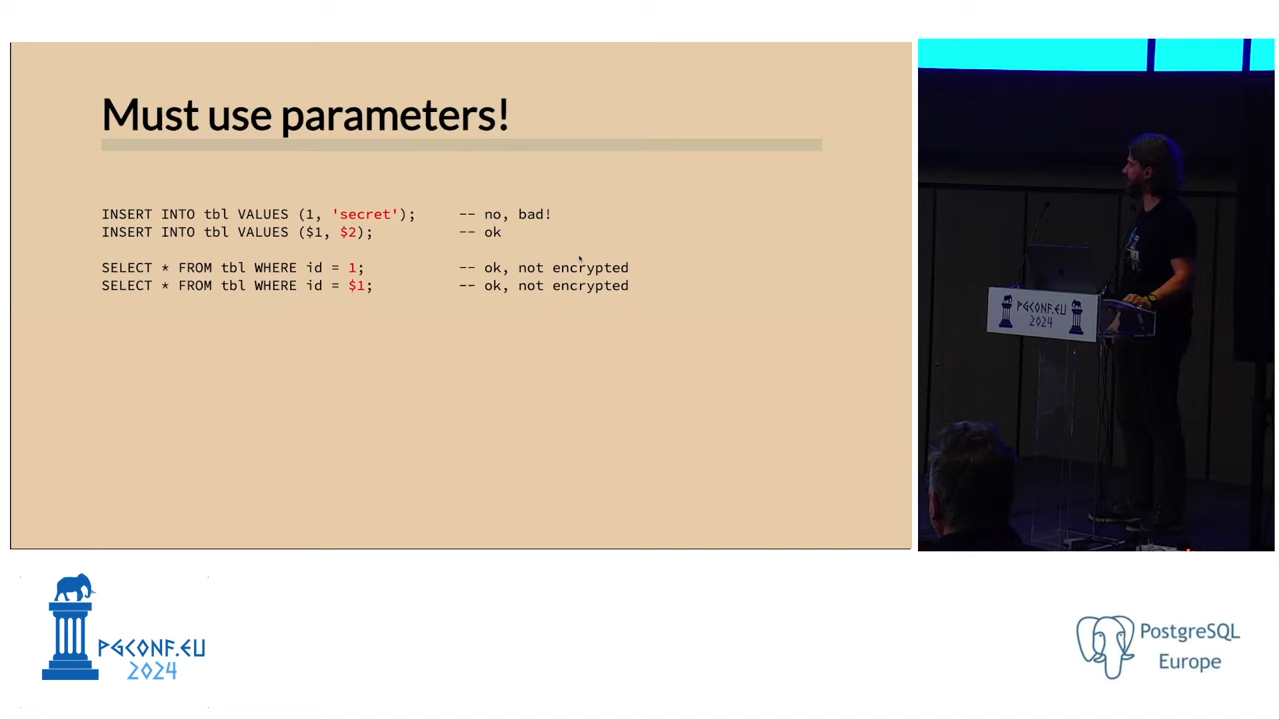 Must use parameters!
INSERT INTO tbl VALUES (1, 'secret');     -- no, bad!
INSERT INTO tbl VALUES ($1, $2);          -- ok
SELECT * FROM tbl WHERE id = 1;           -- ok, not encrypted
SELECT * FROM tbl WHERE id = $1;          -- ok, not encrypted
PGCONF.EU
2024
PGCONF.EU
2024
PostgreSQL
Europe